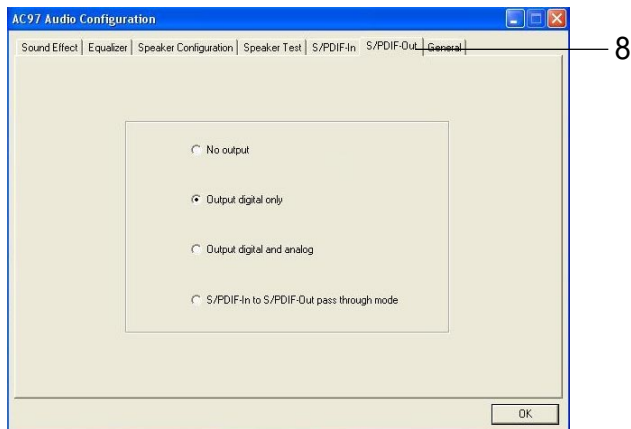 AC97 Audio Configuration
Sound Effect Equalizer Speaker Configuration Speaker Test S/PDIF-In S/PDIF-Out General
8
No output
Output digital only
Output digital and analog
S/PDIF-In to S/PDIF-Out pass through mode
OK